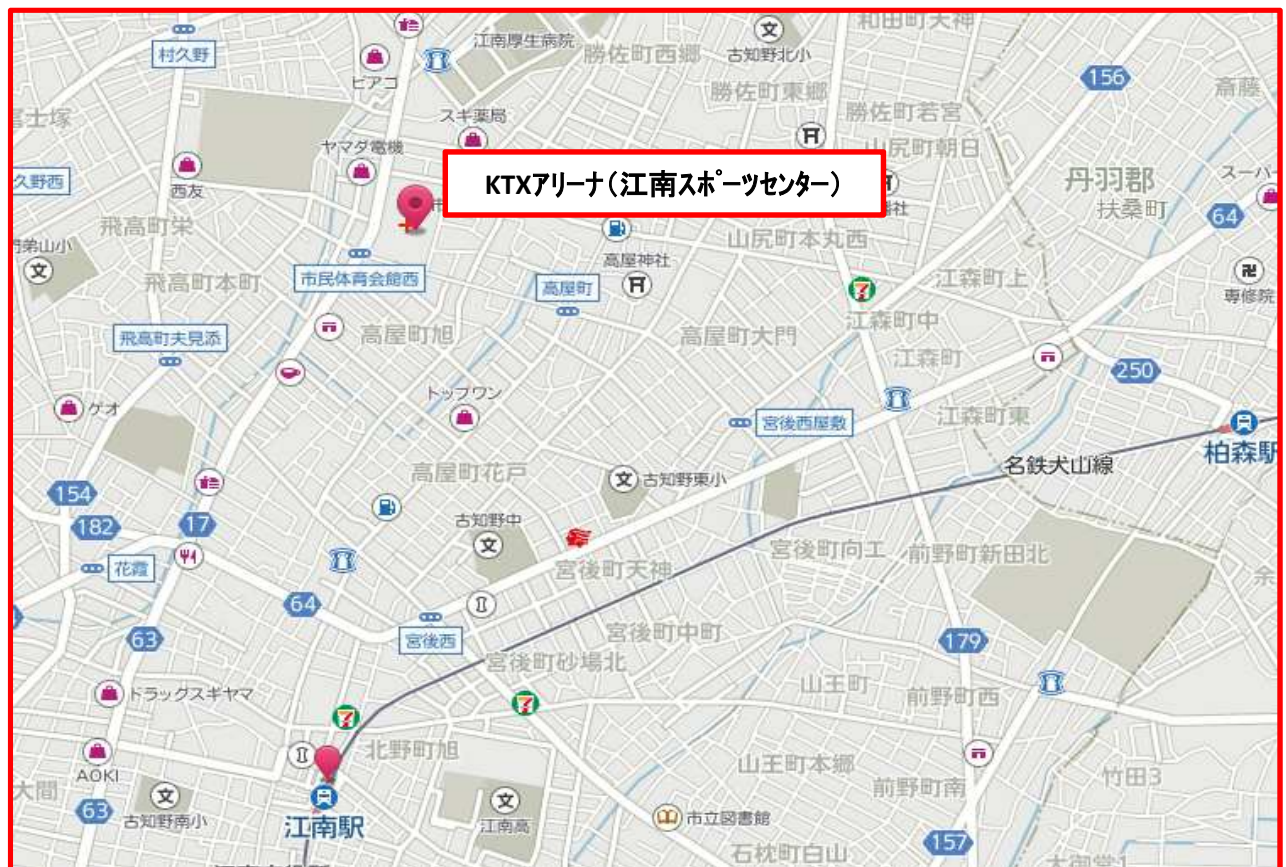 和田町天神
村久野
江南厚生病院
勝佐町西郷
古知野北小
ピアゴ
156
勝佐町東郷
斎藤
富士塚
スギ薬局
勝佐町若宮
ヤマダ電機
山尻町朝日
久野西
西友
KTXアリーナ（江南スポーツセンター）
丹羽郡
扶桑町
スーパー
市
社
64
飛高町栄
山尻町本丸西
門弟山小
高屋神社
飛高町本町
市民体育会館西
高屋町
江森町上
専修院
江森町中
飛高町夫見添
高屋町旭
高屋町大門
江森町
250
トップワン
ゲオ
宮後西屋敷
江森町東
柏森駅
名鉄犬山線
高屋町花戸
古知野東小
154
182
17
古知野中
宮後町向工
前野町新田北
余
花霞
宮後町天神
64
63
宮後西
宮後町中町
179
宮後町砂場北
ドラッグスギヤマ
山王町
前野町西
北野町旭
山王町本郷
AOKI
竹田3
大間
前野町南
63
古知野南小
江南駅
江南高
市立図書館
157
石枕町白山